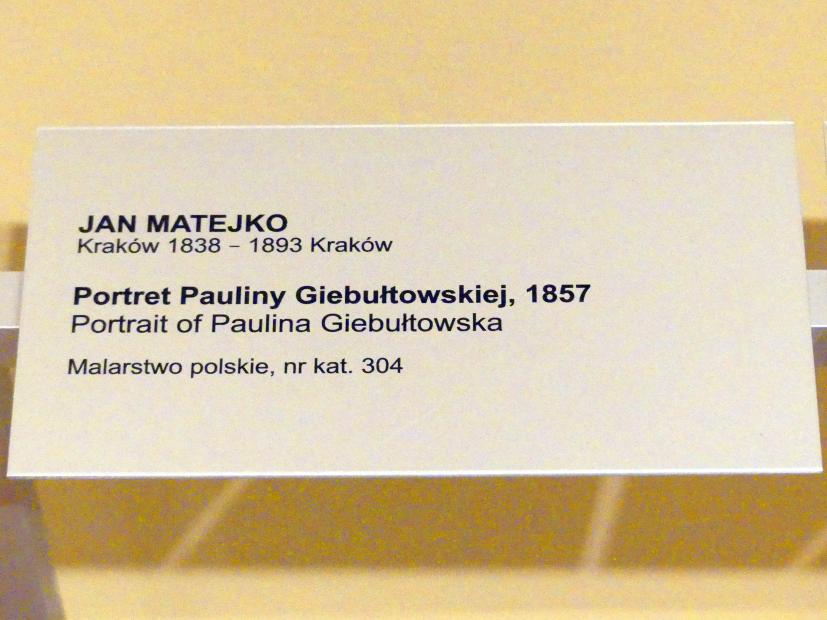 JAN MATEJKO
Kraków 1838 – 1893 Kraków
Portret Pauliny Giebułtowskiej, 1857
Portrait of Paulina Giebułtowska
Malarstwo polskie, nr kat. 304